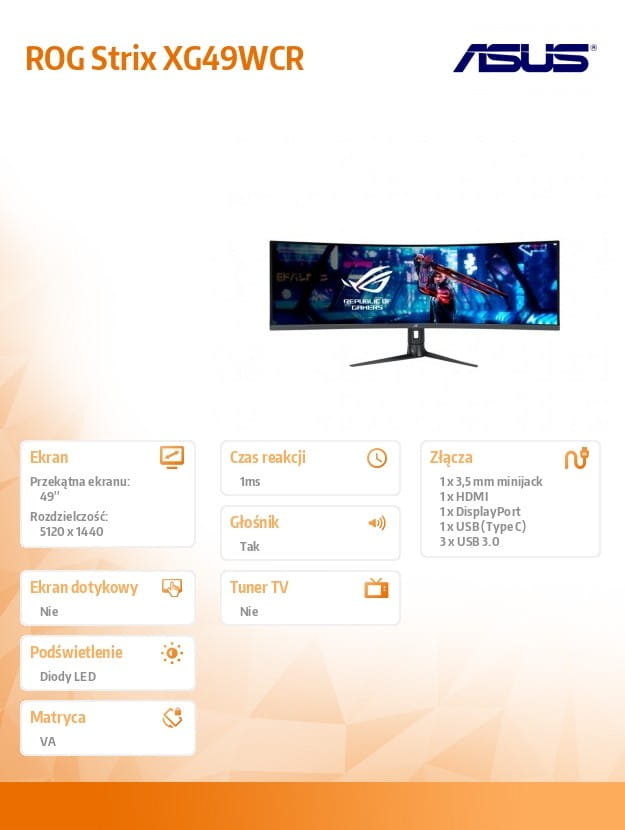 ROG Strix XG49WCR
ASUS®
REPUBLIC OF
GAMERS
Ekran
Przekątna ekranu:
49"
Rozdzielczość:
5120 x 1440
Czas reakcji
1ms
Głośnik
Tak
Złącza
1 x 3,5 mm minijack
1 x HDMI
1 x DisplayPort
1 x USB (Type C)
3 x USB 3.0
Ekran dotykowy
Nie
Tuner TV
Nie
Podświetlenie
Diody LED
Matryca
VA